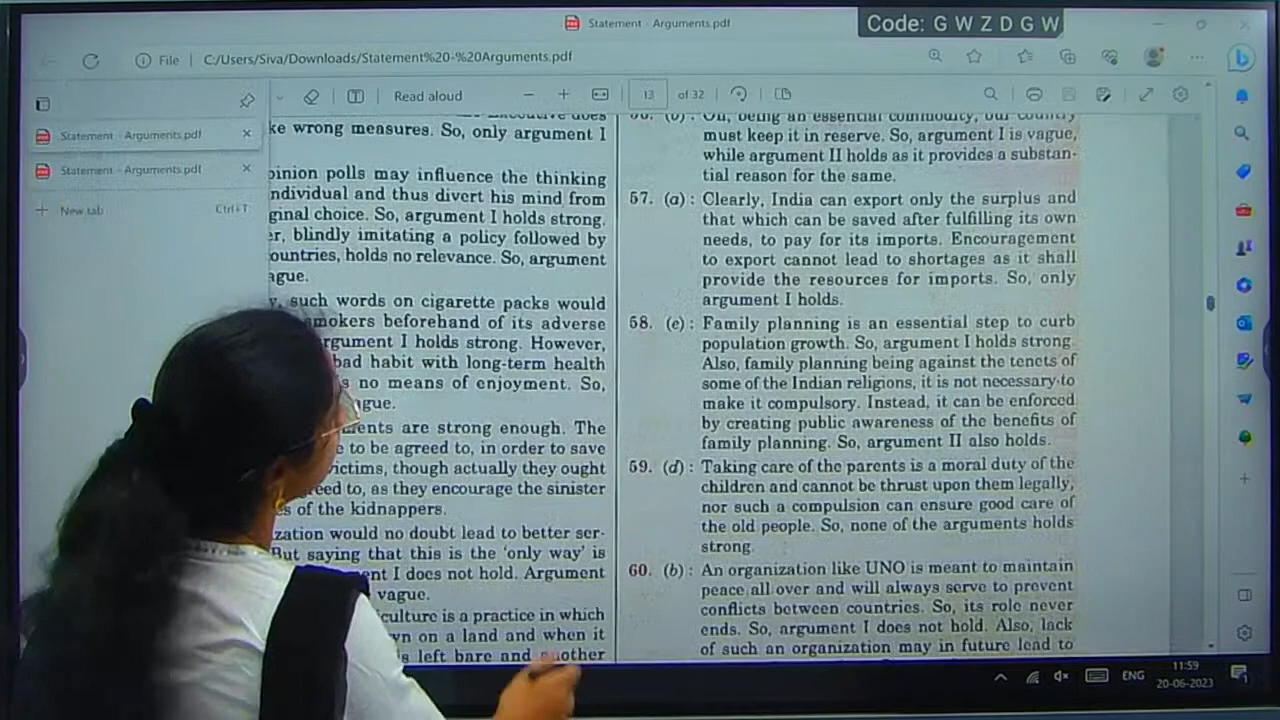 Statement - Arguments.pdf
Code: G W Z D G W
File C:/Users/Siva/Downloads/Statement%20-%20Arguments.pdf
Read aloud
13 of 32
Statement - Arguments.pdf
Statement - Arguments.pdf
New tab Ctrl+T
ke wrong measures. So, only argument I
pinion polls may influence the thinking
ndividual and thus divert his mind from
ginal choice. So, argument I holds strong.
er, blindly imitating a policy followed by
ountries, holds no relevance. So, argument
ague.
such words on cigarette packs would
mokers beforehand of its adverse
rgument I holds strong. However,
bad habit with long-term health
s no means of enjoyment. So,
ague.
ents are strong enough. The
e to be agreed to, in order to save
victims, though actually they ought
reed to, as they encourage the sinister
s of the kidnappers.
zation would no doubt lead to better ser-
But saying that this is the 'only way' is
ent I does not hold. Argument
vague.
culture is a practice in which
wn on a land and when it
s left bare and another
(b) : Oil, being an essential commodity, our country
must keep it in reserve. So, argument I is vague,
while argument II holds as it provides a substan-
tial reason for the same.
57. (a) : Clearly, India can export only the surplus and
that which can be saved after fulfilling its own
needs, to pay for its imports. Encouragement
to export cannot lead to shortages as it shall
provide the resources for imports. So, only
argument I holds.
58. (e) : Family planning is an essential step to curb
population growth. So, argument I holds strong.
Also, family planning being against the tenets of
some of the Indian religions, it is not necessary to
make it compulsory. Instead, it can be enforced
by creating public awareness of the benefits of
family planning. So, argument II also holds.
59. (d) : Taking care of the parents is a moral duty of the
children and cannot be thrust upon them legally,
nor such a compulsion can ensure good care of
the old people. So, none of the arguments holds
strong.
60. (b) : An organization like UNO is meant to maintain
peace all over and will always serve to prevent
conflicts between countries. So, its role never
ends. So, argument I does not hold. Also, lack
of such an organization may in future lead to
ENG
11:59
20-06-2023